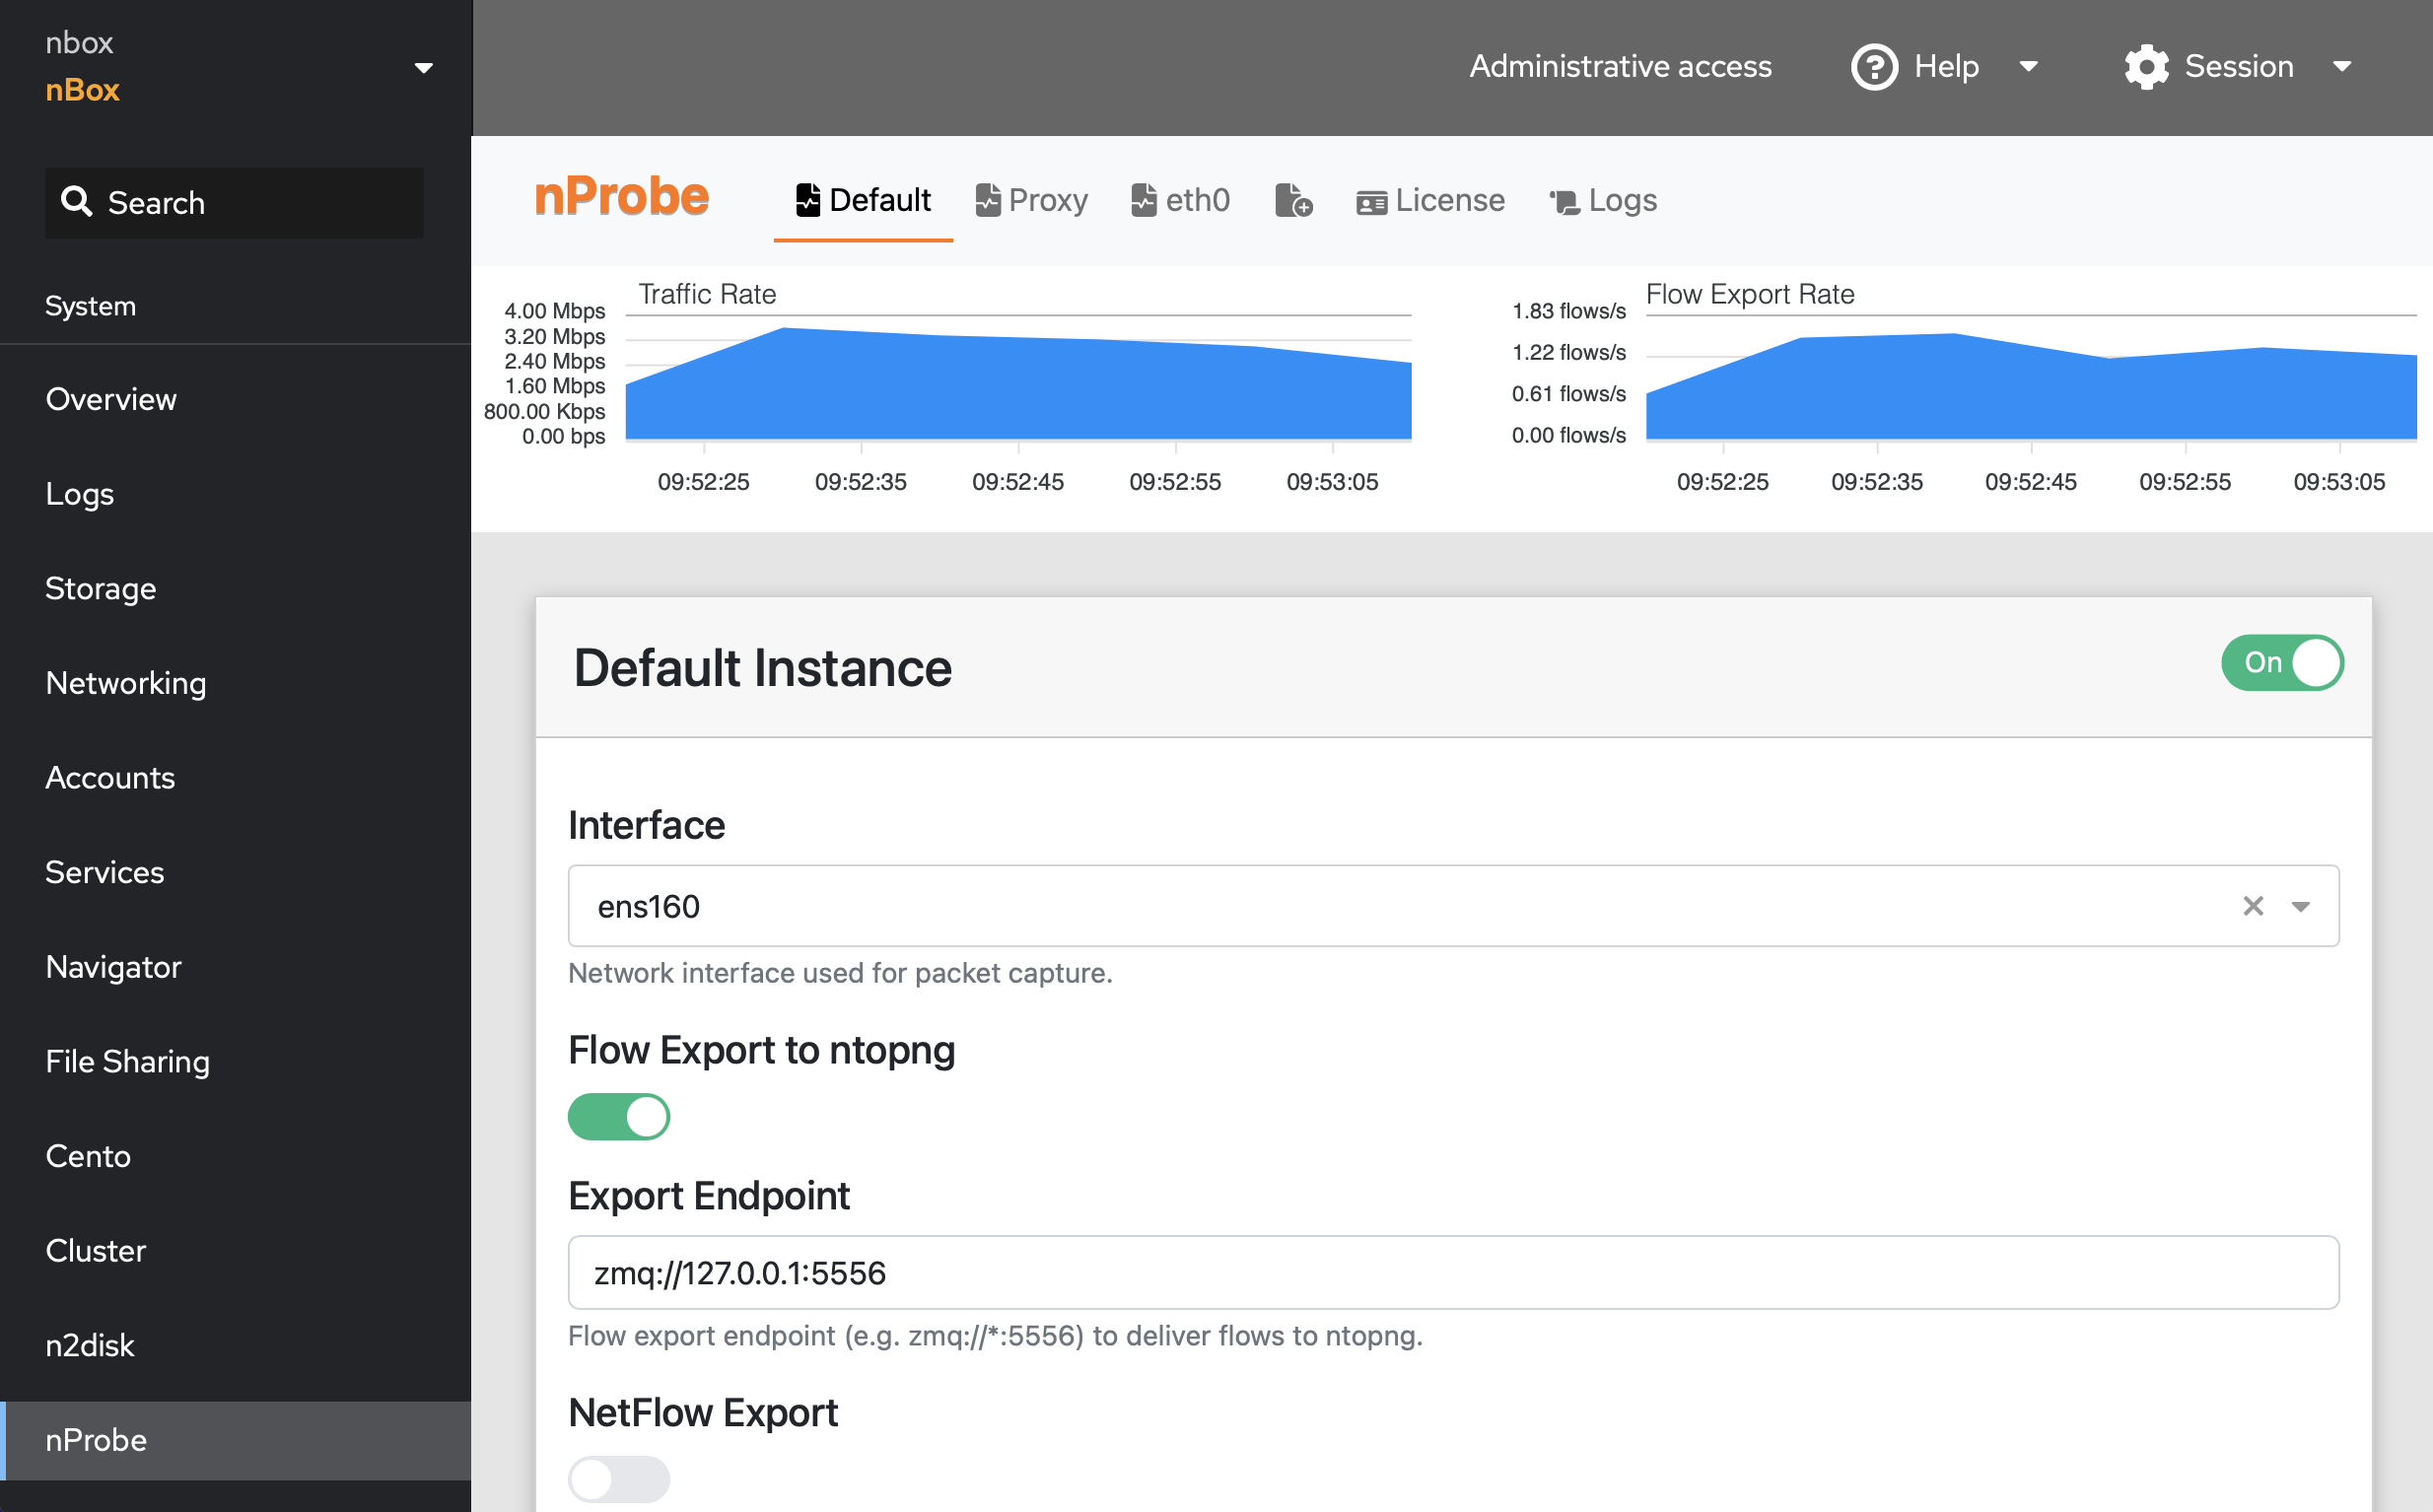 nbox
nBox
Administrative access
Help
Session
Search
System
Overview
Logs
Storage
Networking
Accounts
Services
Navigator
File Sharing
Cento
Cluster
n2disk
nProbe
nProbe
Default
Proxy
eth0
License
Logs
Traffic Rate
4.00 Mbps
3.20 Mbps
2.40 Mbps
1.60 Mbps
800.00 Kbps
0.00 bps
09:52:25 09:52:35 09:52:45 09:52:55 09:53:05
Flow Export Rate
1.83 flows/s
1.22 flows/s
0.61 flows/s
0.00 flows/s
09:52:25 09:52:35 09:52:45 09:52:55 09:53:05
Default Instance
On
Interface
ens160
Network interface used for packet capture.
Flow Export to ntopng
Export Endpoint
zmq://127.0.0.1:5556
Flow export endpoint (e.g. zmq://*:5556) to deliver flows to ntopng.
NetFlow Export